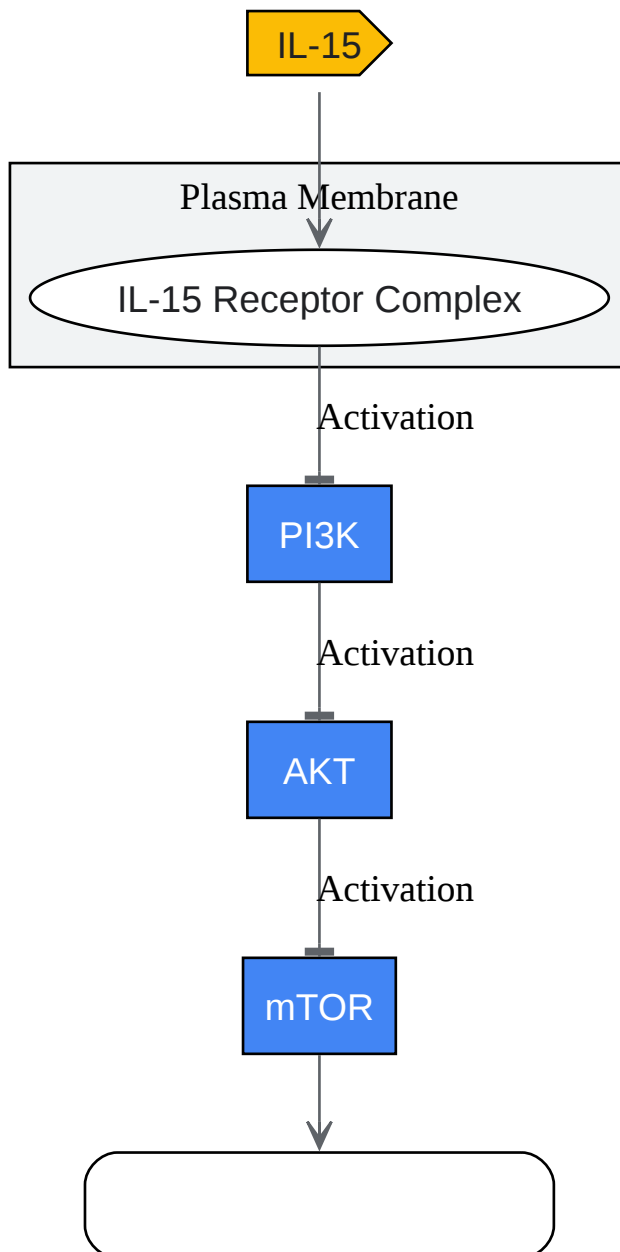 IL-15
Plasma Membrane
IL-15 Receptor Complex
Activation
PI3K
Activation
AKT
Activation
mTOR